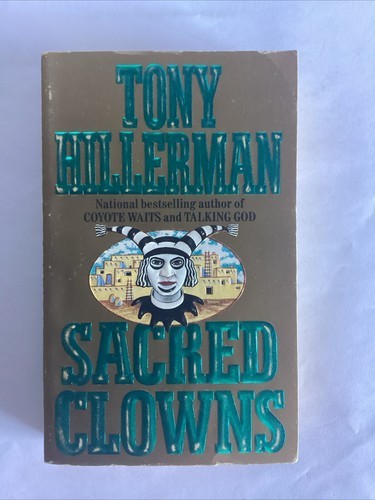 TONY
HILLERMAN
National bestselling author of
COYOTE WAITS and TALKING GOD
SACRED
CLOWNS